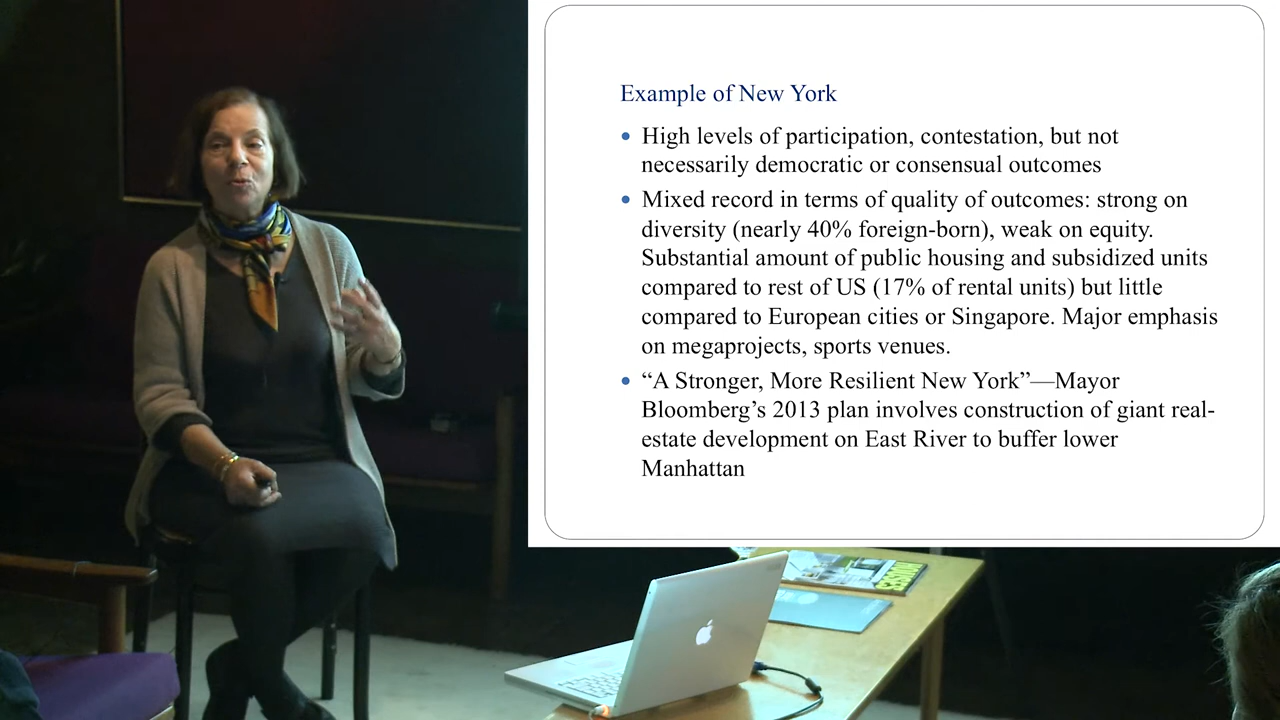 Example of New York
• High levels of participation, contestation, but not
necessarily democratic or consensual outcomes
• Mixed record in terms of quality of outcomes: strong on
diversity (nearly 40% foreign-born), weak on equity.
Substantial amount of public housing and subsidized units
compared to rest of US (17% of rental units) but little
compared to European cities or Singapore. Major emphasis
on megaprojects, sports venues.
• “A Stronger, More Resilient New York”—Mayor
Bloomberg’s 2013 plan involves construction of giant real-
estate development on East River to buffer lower
Manhattan